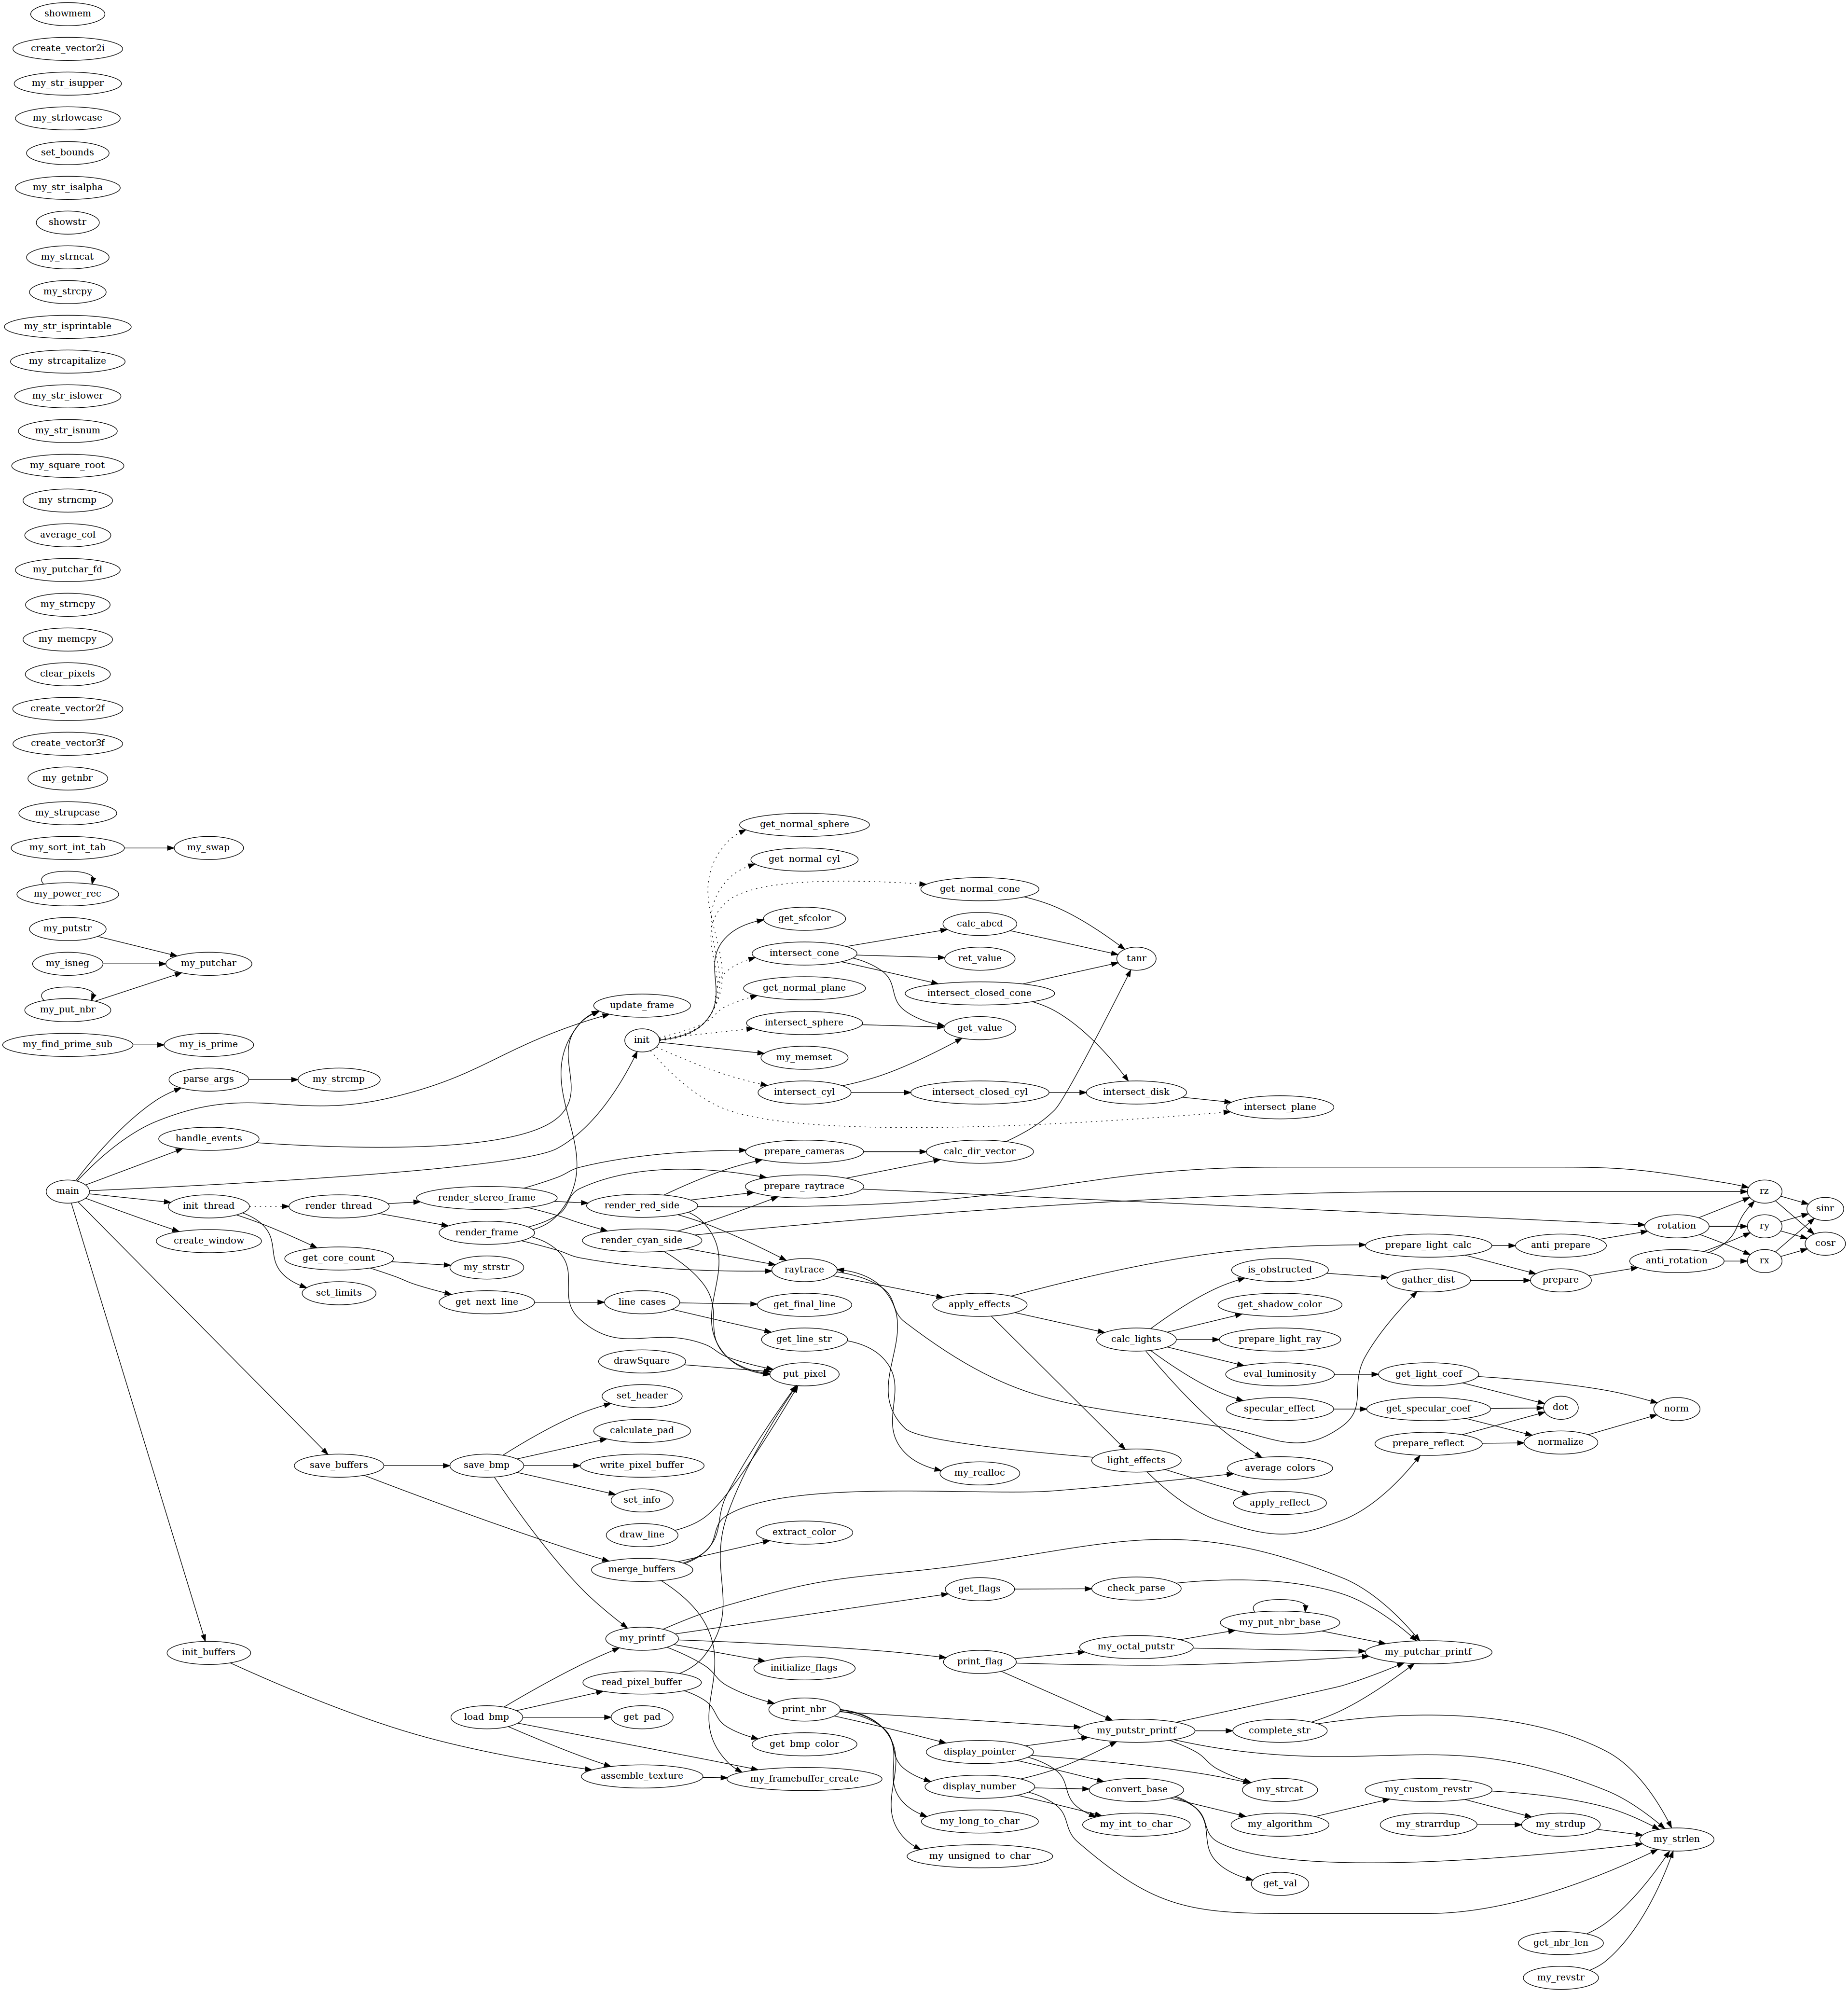 showmem
create_vector2i
my_str_isupper
my_strlowcase
set_bounds
my_str_isalpha
showstr
my_strncat
my_strcpy
my_str_isprintable
my_strcapitalize
my_str_islower
my_str_isnum
my_square_root
my_strncmp
average_col
my_putchar_fd
my_strncpy
my_memcpy
clear_pixels
create_vector2f
create_vector3f
my_getnbr
my_strupcase
my_sort_int_tab
my_swap
my_power_rec
my_putstr
my_isneg
my_putchar
my_put_nbr
my_find_prime_sub
my_is_prime
parse_args
my_strcmp
handle_events
main
init_thread
render_thread
create_window
get_core_count
set_limits
render_stereo_frame
render_frame
my_strstr
get_next_line
save_buffers
save_bmp
init_buffers
load_bmp
update_frame
init
render_red_side
render_cyan_side
line_cases
drawSquare
set_header
calculate_pad
write_pixel_buffer
set_info
draw_line
merge_buffers
my_printf
read_pixel_buffer
get_pad
assemble_texture
get_normal_sphere
get_normal_cyl
get_sfcolor
intersect_cone
get_normal_plane
intersect_sphere
my_memset
intersect_cyl
prepare_cameras
prepare_raytrace
raytrace
get_final_line
get_line_str
put_pixel
extract_color
initialize_flags
print_nbr
get_bmp_color
my_framebuffer_create
get_normal_cone
calc_abcd
ret_value
intersect_closed_cone
get_value
intersect_closed_cyl
calc_dir_vector
apply_effects
my_realloc
get_flags
print_flag
display_pointer
display_number
my_long_to_char
my_unsigned_to_char
tanr
intersect_disk
calc_lights
light_effects
check_parse
my_octal_putstr
my_putstr_printf
convert_base
my_int_to_char
intersect_plane
is_obstructed
get_shadow_color
prepare_light_ray
eval_luminosity
specular_effect
average_colors
apply_reflect
my_put_nbr_base
complete_str
my_strcat
my_algorithm
get_val
prepare_light_calc
gather_dist
get_light_coef
get_specular_coef
prepare_reflect
my_putchar_printf
my_custom_revstr
my_strarrdup
anti_prepare
prepare
dot
normalize
my_strdup
get_nbr_len
my_revstr
rotation
anti_rotation
norm
my_strlen
rz
ry
rx
sinr
cosr